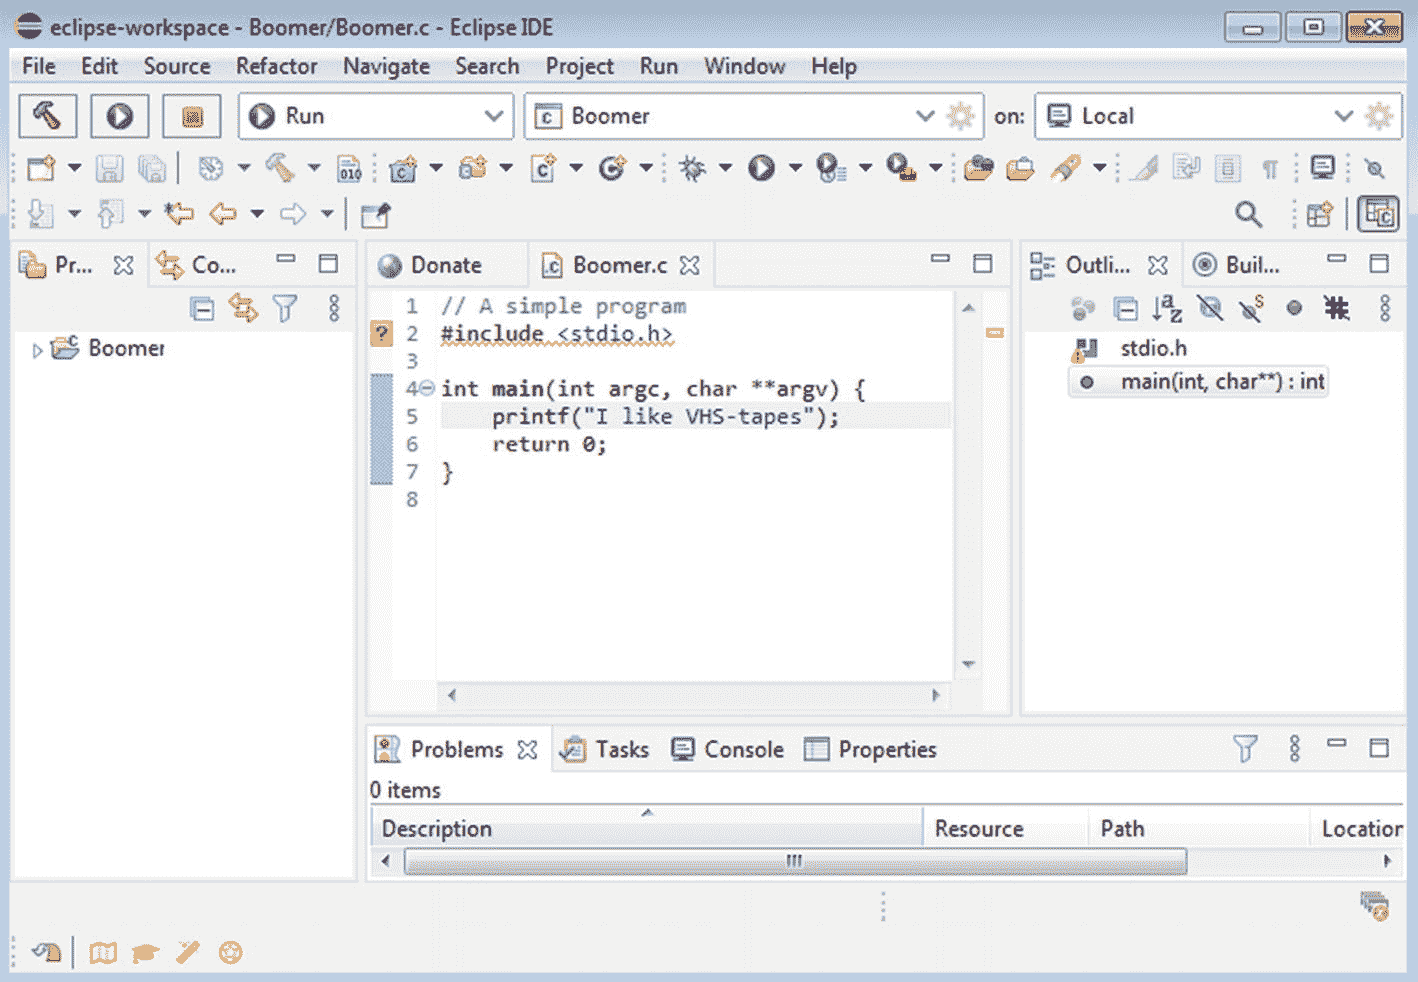 eclipse-workspace - Boomer/Boomer.c - Eclipse IDE
File Edit Source Refactor Navigate Search Project Run Window Help
Run Boomer on: Local
010
Pr... Co... Donate Boomer.c Outli... Buil...
1 // A simple program
2 #include <stdio.h>
3
4 int main(int argc, char **argv) {
5 printf("I like VHS-tapes");
6 return 0;
7 }
8
Boomer
stdio.h
main(int, char**) : int
Problems Tasks Console Properties
0 items
Description Resource Path Location